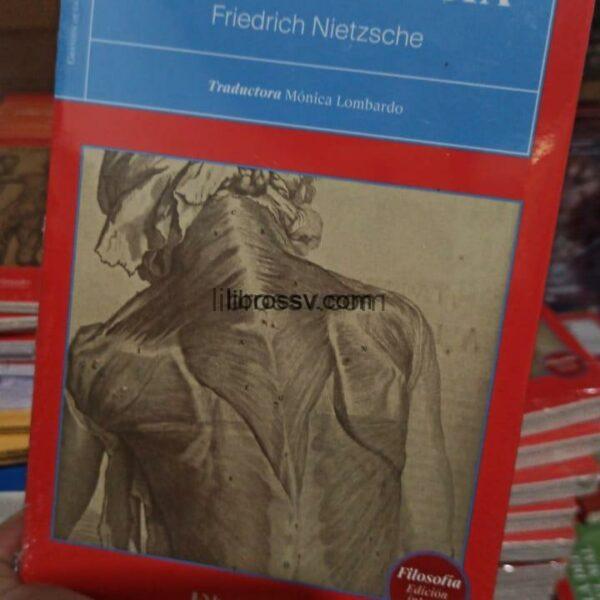 Friedrich Nietzsche
Traductora Mónica Lombardo
librossv.com
Filosofía
Edición